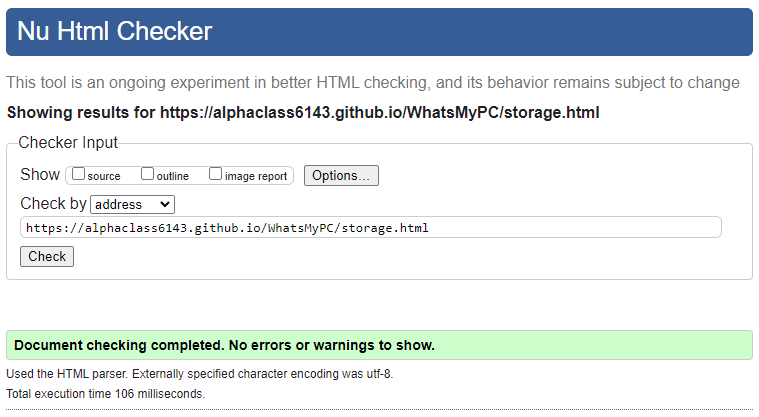 Nu Html Checker
This tool is an ongoing experiment in better HTML checking, and its behavior remains subject to change
Showing results for https://alphaclass6143.github.io/WhatsMyPC/storage.html
Checker Input
Show source outline image report Options...
Check by address
https://alphaclass6143.github.io/WhatsMyPC/storage.html
Check
Document checking completed. No errors or warnings to show.
Used the HTML parser. Externally specified character encoding was utf-8.
Total execution time 106 milliseconds.